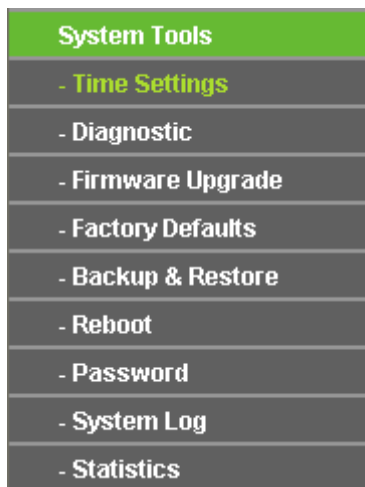 System Tools
- Time Settings
- Diagnostic
- Firmware Upgrade
- Factory Defaults
- Backup & Restore
- Reboot
- Password
- System Log
- Statistics